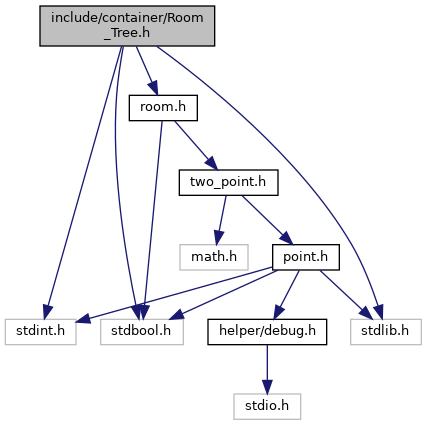 include/container/Room
_Tree.h
room.h
two_point.h
math.h
point.h
stdint.h
stdbool.h
helper/debug.h
stdlib.h
stdio.h